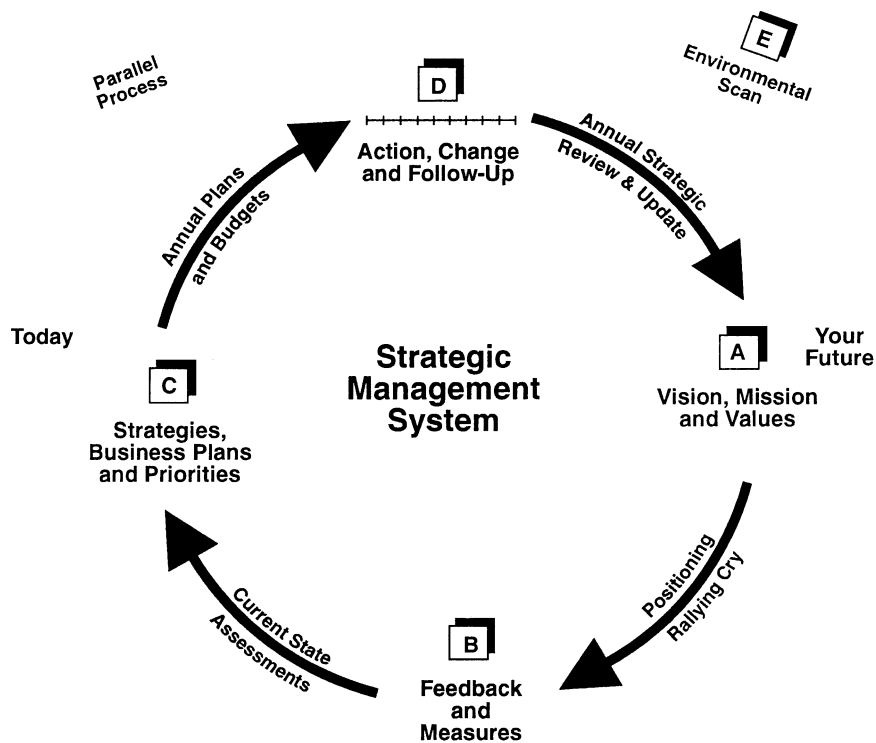 Parallel
Process
E
Environmental
Scan
D
Action, Change
and Follow-Up
Annual Plans
and Budgets
Annual Strategic
Review & Update
Today
C
Strategies,
Business Plans
and Priorities
Strategic
Management
System
A
Vision, Mission
and Values
Your
Future
Current State
Assessments
B
Feedback
and
Measures
Positioning
Rallying Cry